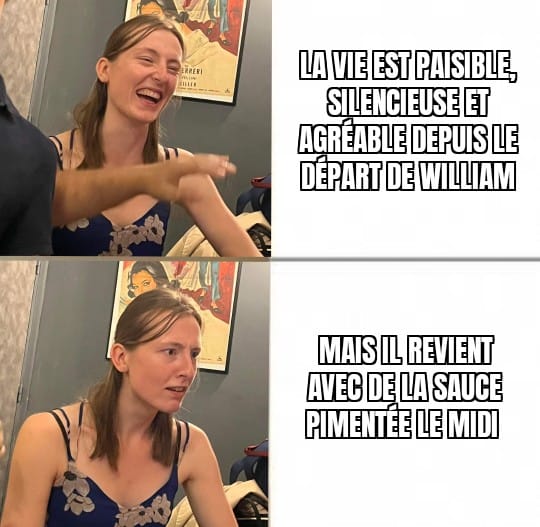 LA VIE EST PAISIBLE,
SILENCIEUSE ET
AGRÉABLE DEPUIS LE
DÉPART DE WILLIAM
MAIS IL REVIENT
AVEC DE LA SAUCE
PIMENTÉE LE MIDI